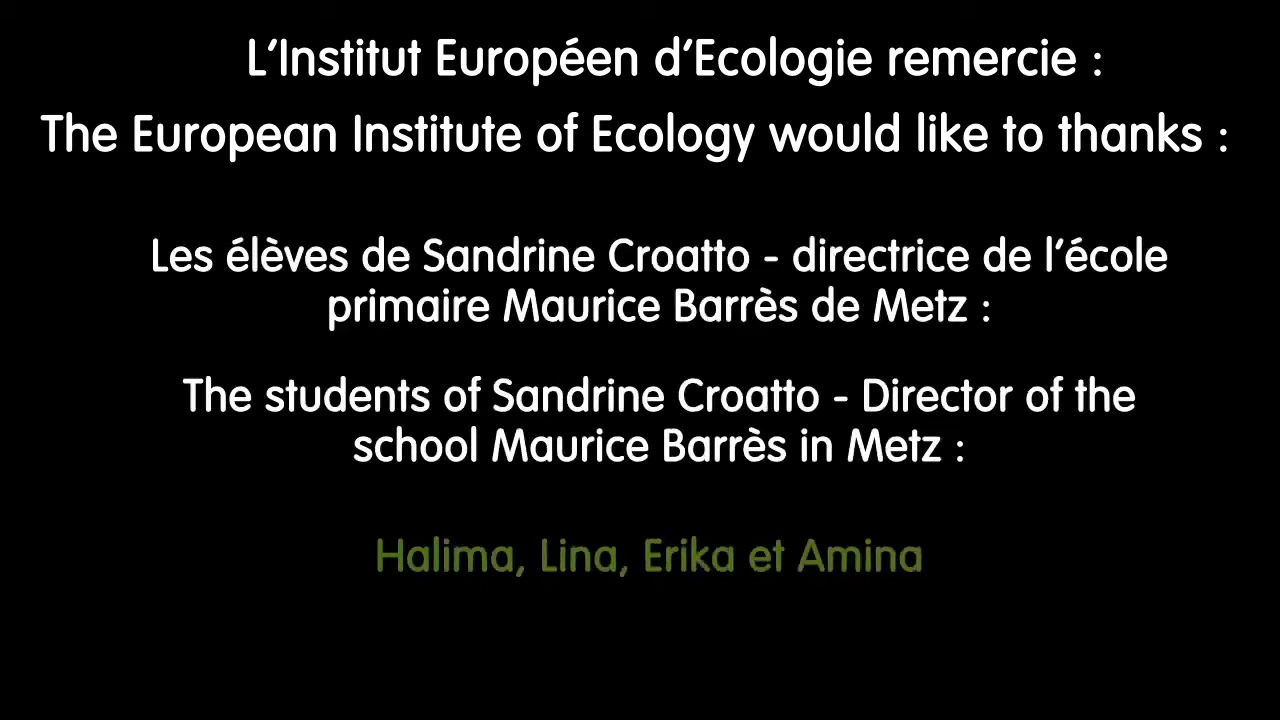 L’Institut Européen d’Ecologie remercie :
The European Institute of Ecology would like to thanks :
Les élèves de Sandrine Croatto - directrice de l’école
primaire Maurice Barrès de Metz :
The students of Sandrine Croatto - Director of the
school Maurice Barrès in Metz :
Halima, Lina, Erika et Amina